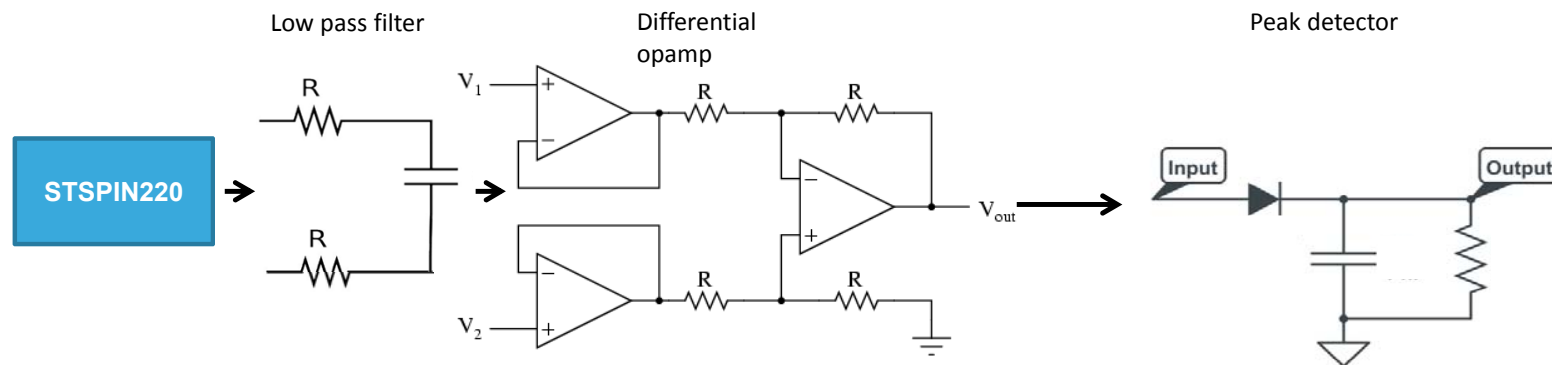 Low pass filter
Differential
opamp
Peak detector
STSPIN220
R
R
V1
V2
R
R
R
R
Vout
Input
Output